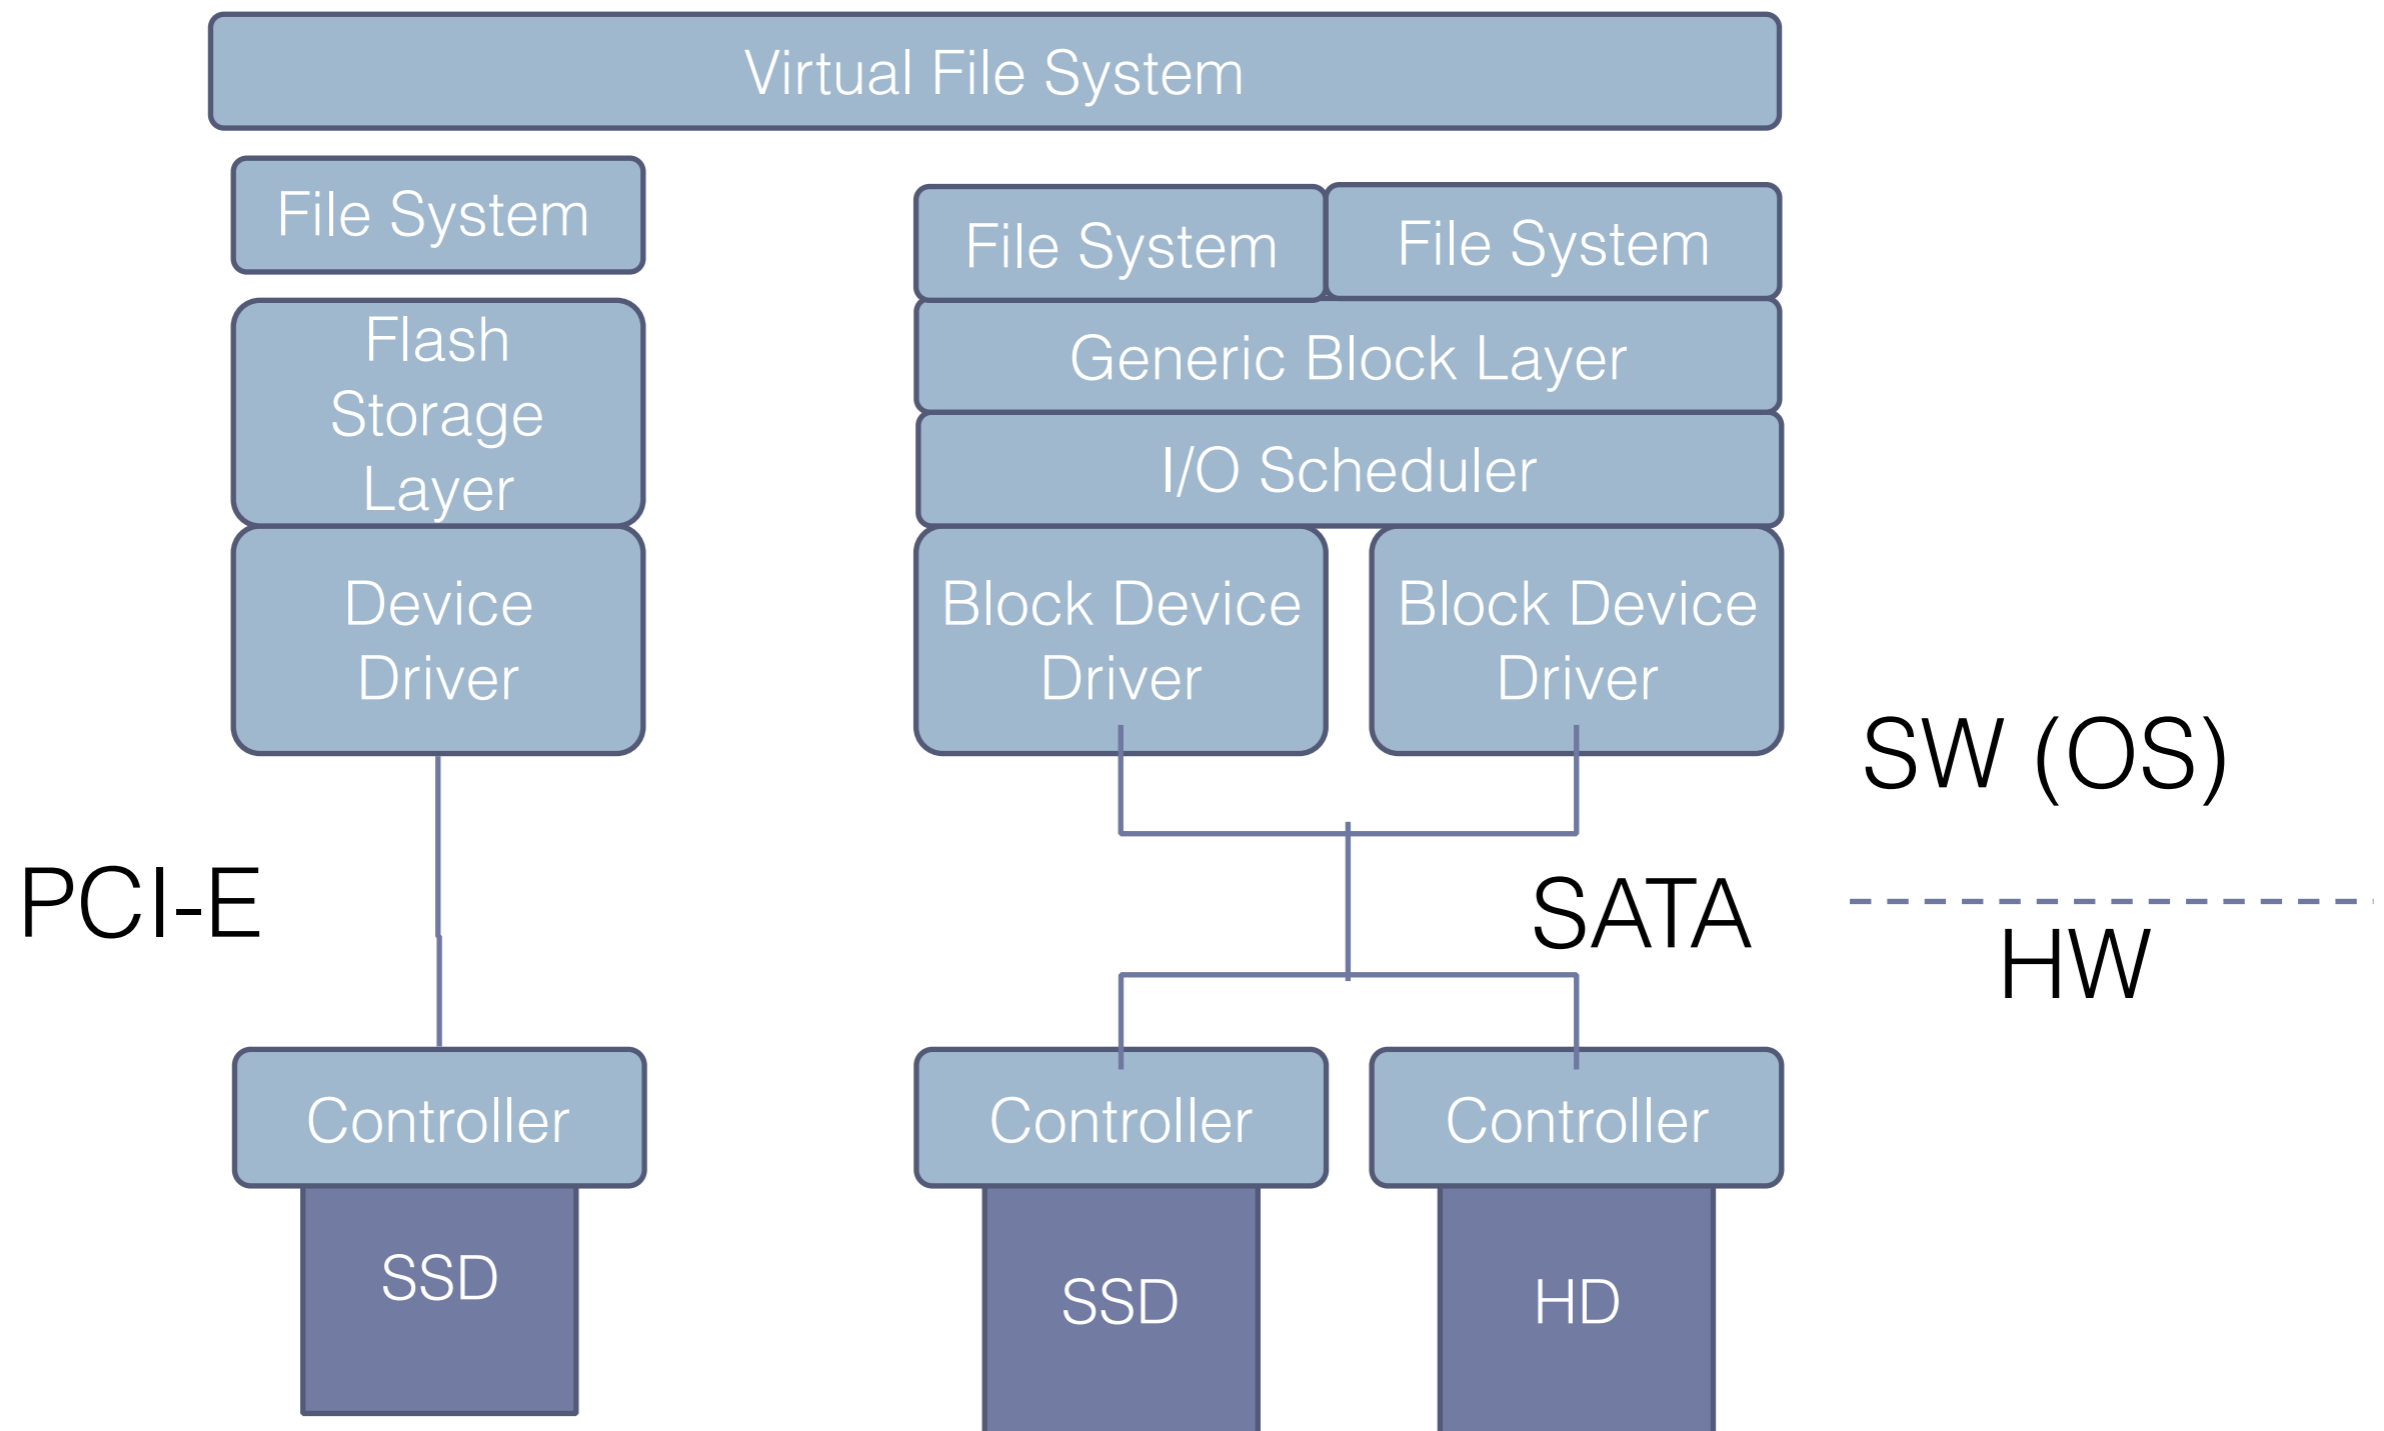 Virtual File System
File System
File System
File System
Flash
Storage
Layer
Generic Block Layer
I/O Scheduler
Device
Driver
Block Device
Driver
Block Device
Driver
SW (OS)
PCI-E
SATA
HW
Controller
Controller
Controller
SSD
SSD
HD